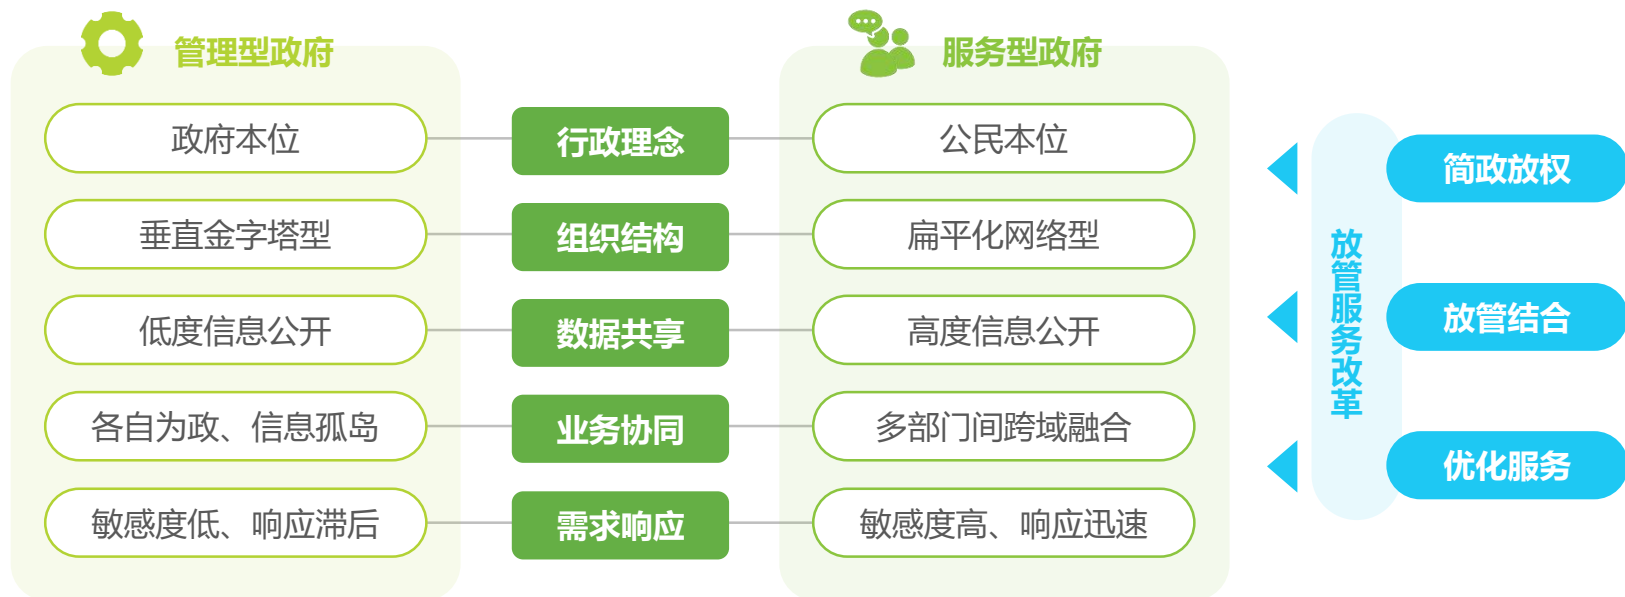 管理型政府
服务型政府
政府本位
行政理念
公民本位
垂直金字塔型
组织结构
扁平化网络型
低度信息公开
数据共享
高度信息公开
各自为政、信息孤岛
业务协同
多部门间跨域融合
敏感度低、响应滞后
需求响应
敏感度高、响应迅速
放管服务改革
简政放权
放管结合
优化服务